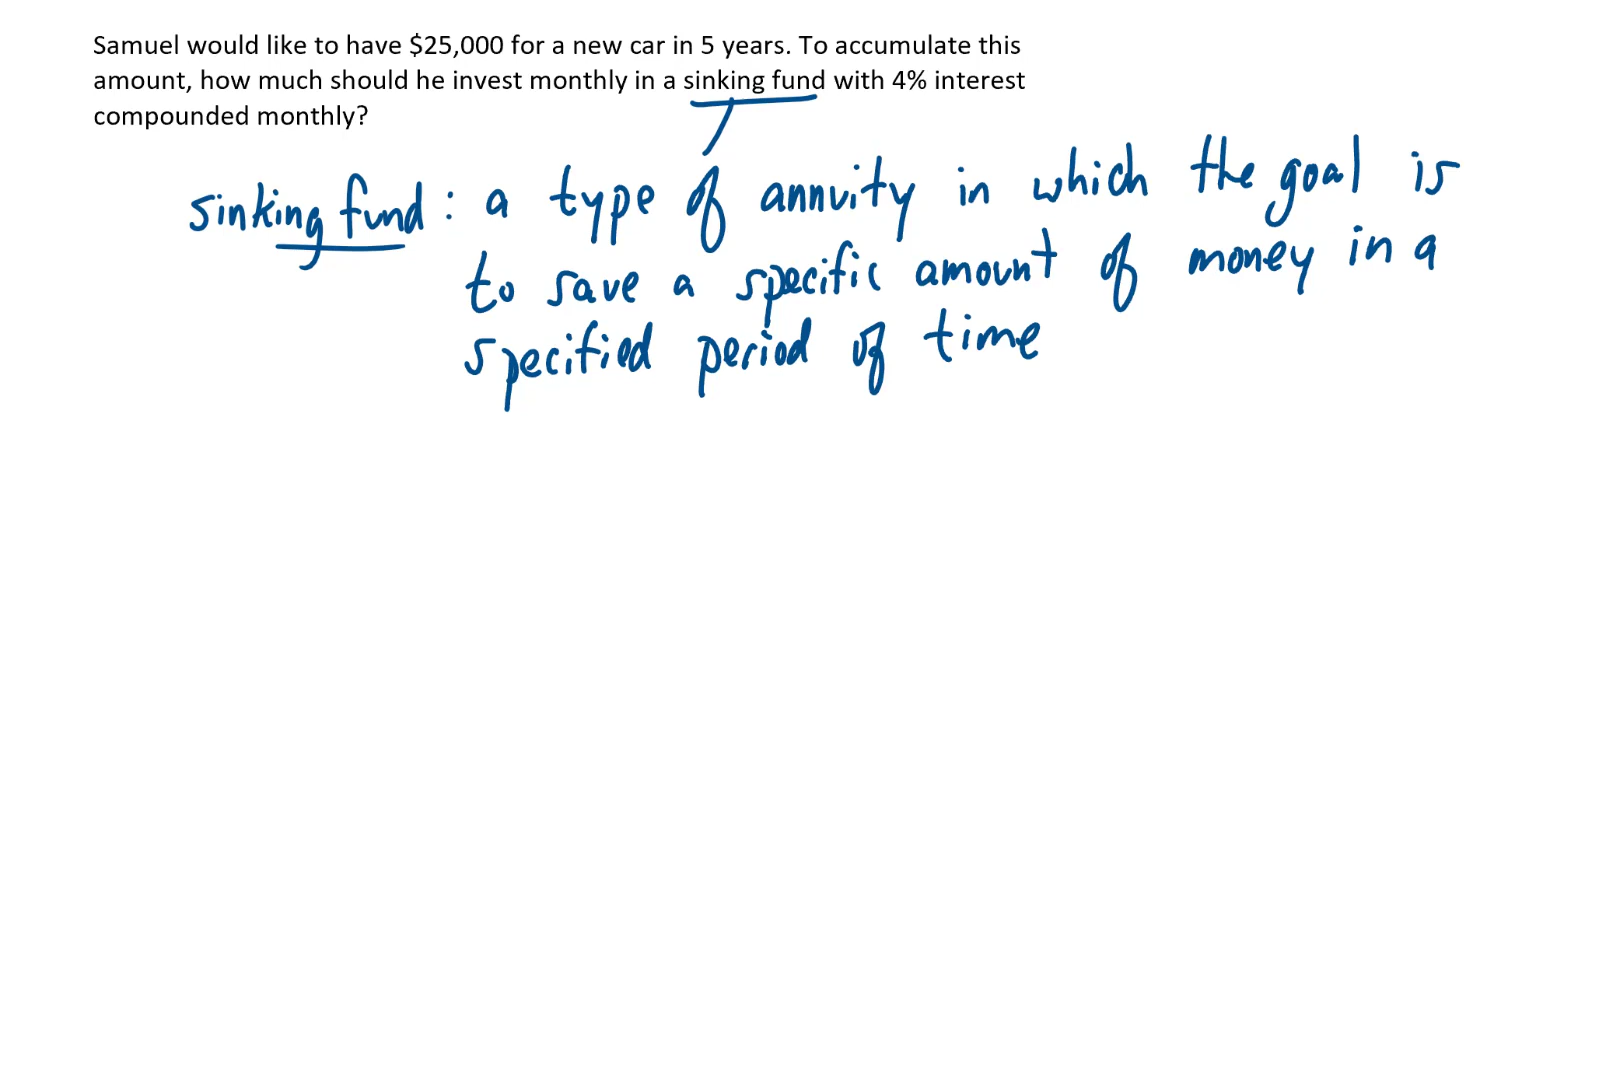 Samuel would like to have $25,000 for a new car in 5 years. To accumulate this
amount, how much should he invest monthly in a sinking fund with 4% interest
compounded monthly?
sinking fund: a type of annuity in which the goal is
to save a specific amount of money in a
specified period of time